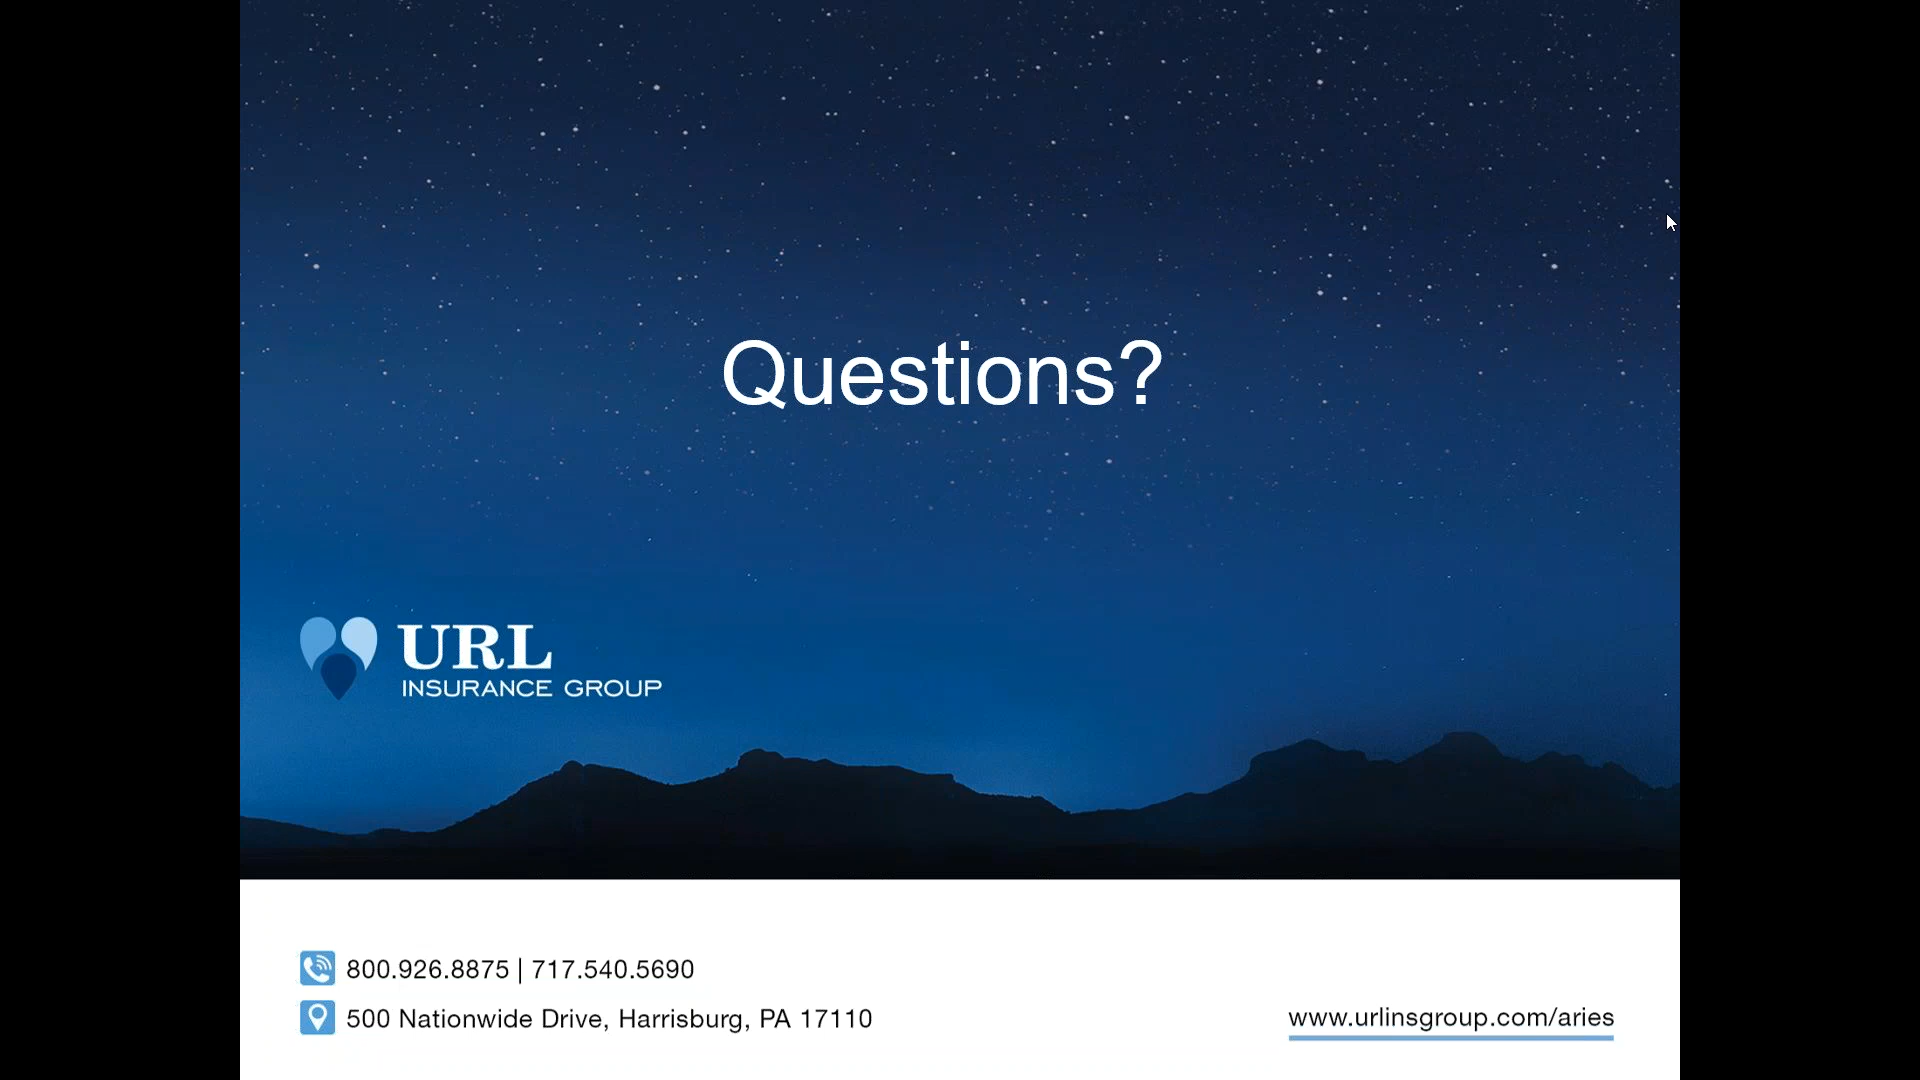 Questions?
URL
INSURANCE GROUP
800.926.8875 | 717.540.5690
500 Nationwide Drive, Harrisburg, PA 17110
www.urlinsgroup.com/aries